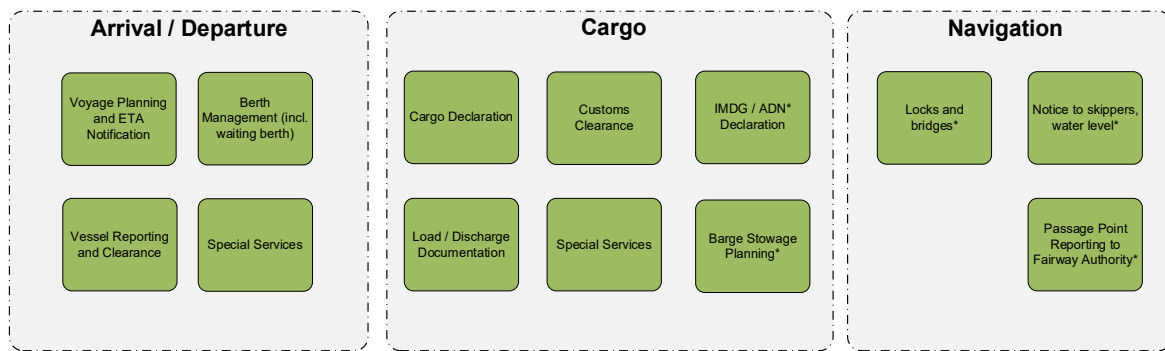 Arrival / Departure
Voyage Planning
and ETA
Notification
Berth
Management (incl.
waiting berth)
Vessel Reporting
and Clearance
Special Services
Cargo
Cargo Declaration
Customs
Clearance
IMDG / ADN*
Declaration
Load / Discharge
Documentation
Special Services
Barge Stowage
Planning*
Navigation
Locks and
bridges*
Notice to skippers,
water level*
Passage Point
Reporting to
Fairway Authority*